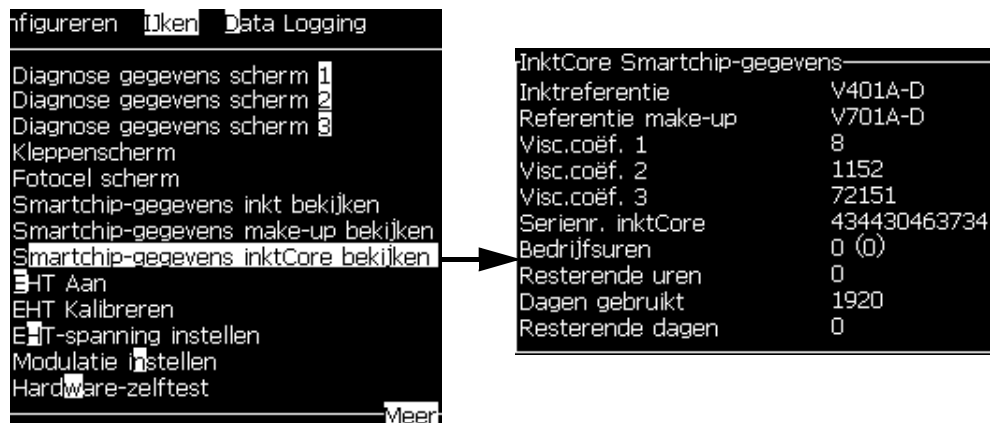 nfigureren IJken Data Logging
Diagnose gegevens scherm 1
Diagnose gegevens scherm 2
Diagnose gegevens scherm 3
Kleppenscherm
Fotocel scherm
Smartchip-gegevens inkt bekijken
Smartchip-gegevens make-up bekijken
Smartchip-gegevens inktCore bekijken
EHT Aan
EHT Kalibreren
EHT-spanning instellen
Modulatie instellen
Hardware-zelftest
Meer
InktCore Smartchip-gegevens
Inktreferentie V401A-D
Referentie make-up V701A-D
Visc.coëf. 1 8
Visc.coëf. 2 1152
Visc.coëf. 3 72151
Serienr. inktCore 434430463734
Bedrijfsuren 0 (0)
Resterende uren 0
Dagen gebruikt 1920
Resterende dagen 0